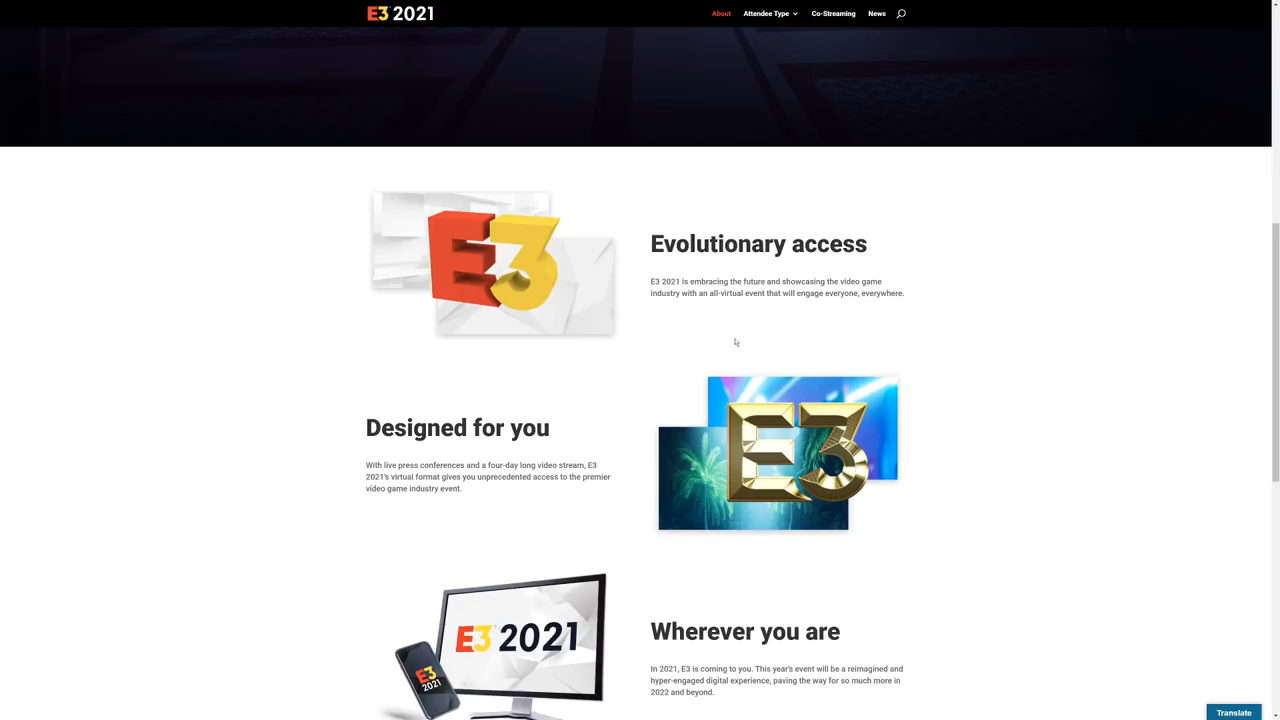 E3 2021
About
Attendee Type
Co-Streaming
News
E3
Evolutionary access
E3 2021 is embracing the future and showcasing the video game
industry with an all-virtual event that will engage everyone, everywhere.
Designed for you
With live press conferences and a four-day long video stream, E3
2021's virtual format gives you unprecedented access to the premier
video game industry event.
E3
E3 2021
E3
2021
Wherever you are
In 2021, E3 is coming to you. This year's event will be a reimagined and
hyper-engaged digital experience, paving the way for so much more in
2022 and beyond.
Translate